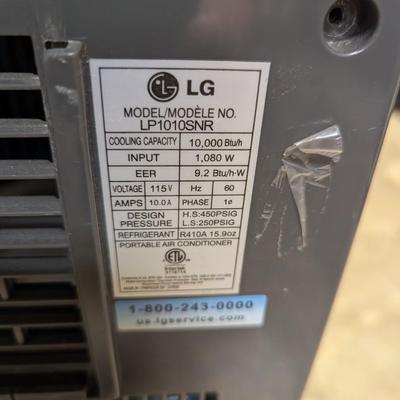 LG
MODEL/MODÈLE NO.
LP1010SNR
COOLING CAPACITY 10,000 Btu/h
INPUT 1,080 W
EER 9.2 Btu/h·W
VOLTAGE 115V Hz 60
AMPS 10.0A PHASE 1ø
DESIGN PRESSURE H.S:450PSIG
L.S:250PSIG
REFRIGERANT R410A 15.9oz
PORTABLE AIR CONDITIONER
Intertek
1-800-243-0000
us.lgservice.com